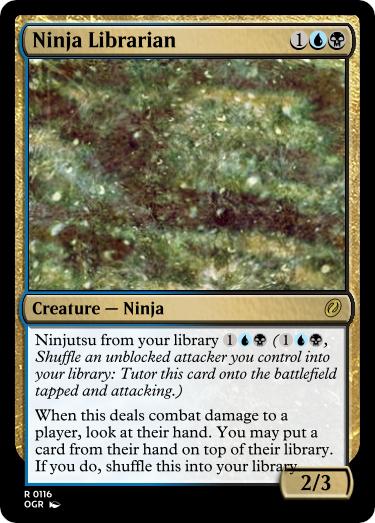 Ninja Librarian 1UB
Creature — Ninja
Ninjutsu from your library 1UB (1UB,
Shuffle an unblocked attacker you control into
your library: Tutor this card onto the battlefield
tapped and attacking.)
When this deals combat damage to a
player, look at their hand. You may put a
card from their hand on top of their library.
If you do, shuffle this into your library.
2/3
R 0116
OGR